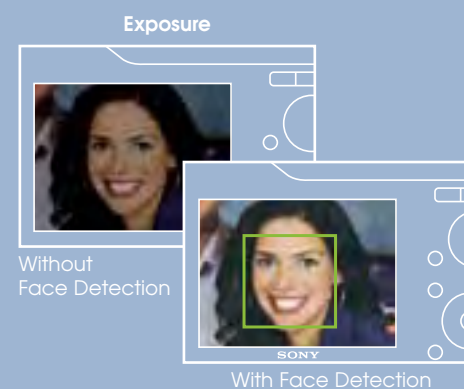 Exposure
Without
Face Detection
SONY
With Face Detection